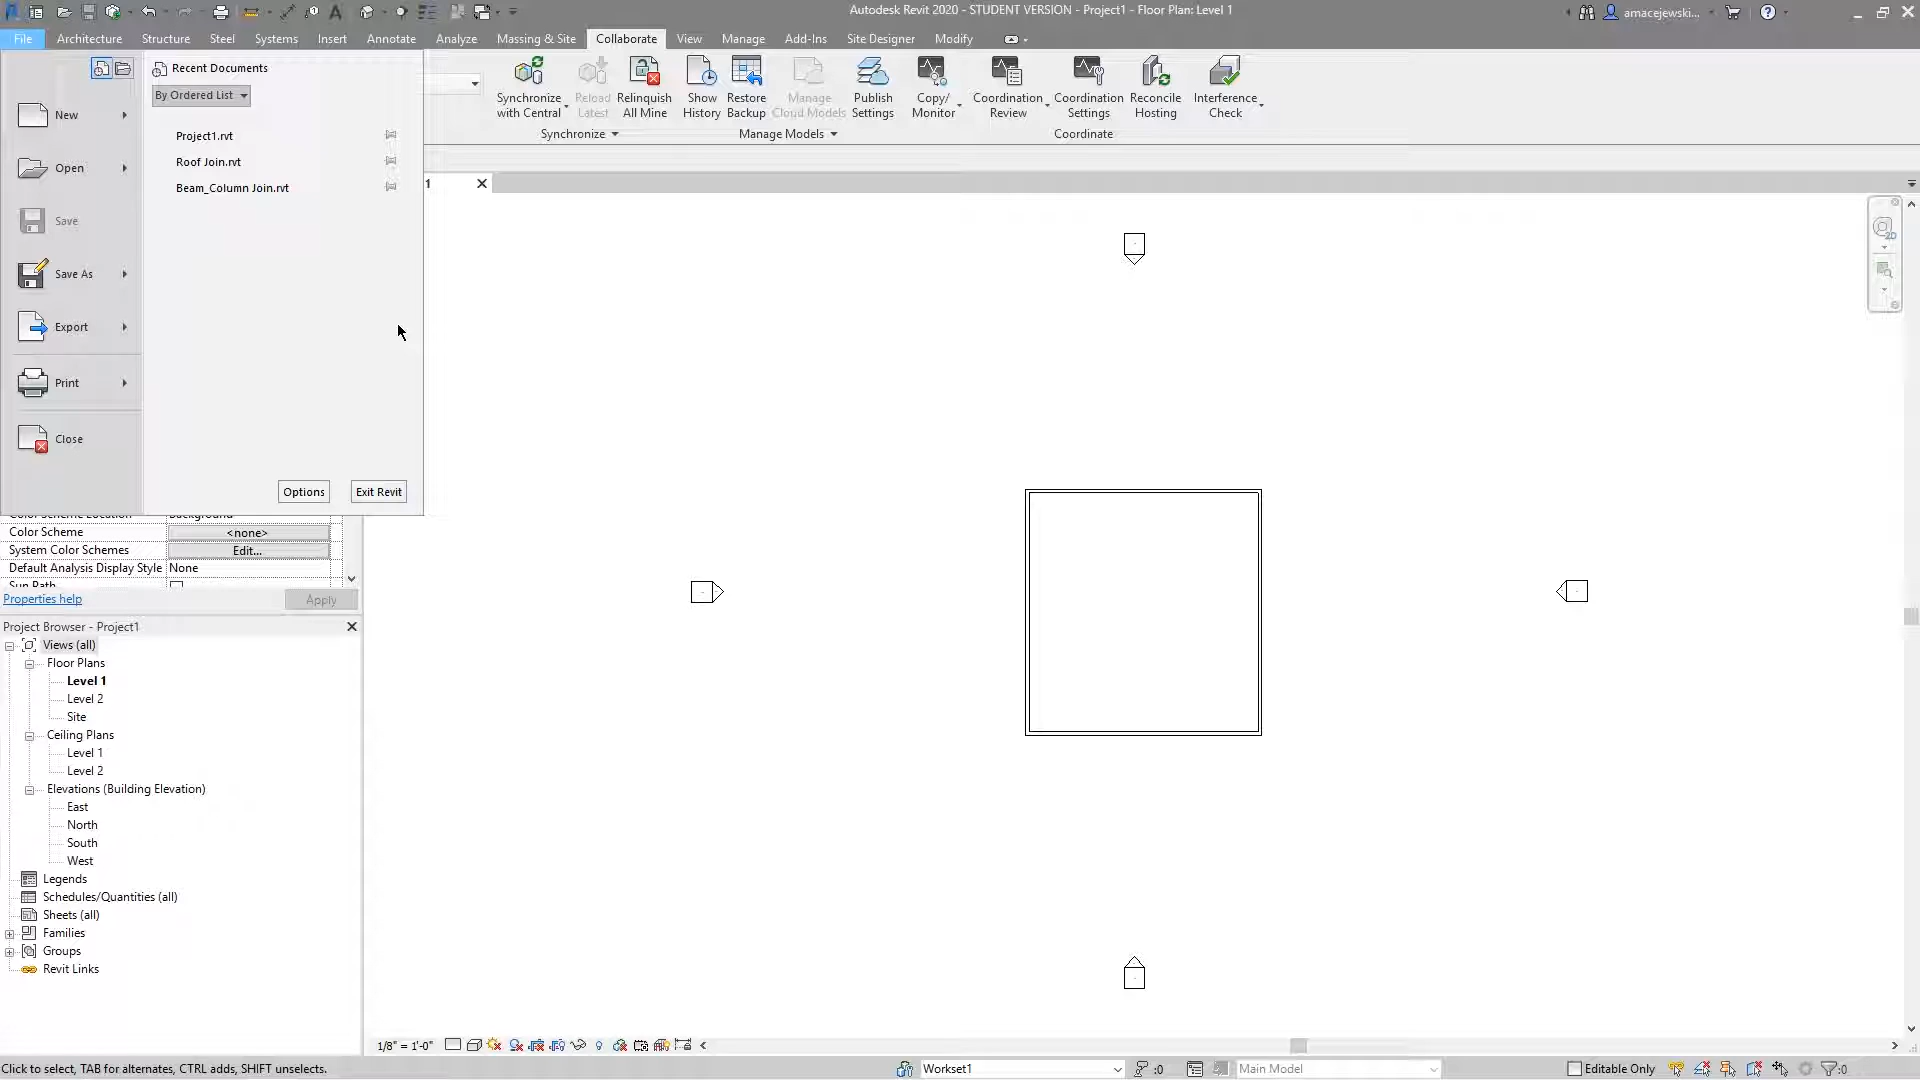 Autodesk Revit 2020 - STUDENT VERSION - Project1 - Floor Plan: Level 1
amacejewski...
File Architecture Structure Steel Systems Insert Annotate Analyze Massing & Site Collaborate View Manage Add-Ins Site Designer Modify
Recent Documents
By Ordered List
Project1.rvt
Roof Join.rvt
Beam_Column Join.rvt
New
Open
Save
Save As
Export
Print
Close
Options Exit Revit
Synchronize with Central
Reload Latest
Relinquish All Mine
Show History
Restore Backup
Manage Cloud Models
Publish Settings
Copy/ Monitor
Coordination Review
Coordination Settings
Reconcile Hosting
Interference Check
Synchronize Manage Models Coordinate
1
2D
Color Scheme <none>
System Color Schemes Edit...
Default Analysis Display Style None
Sun Path
Properties help Apply
Project Browser - Project1
Views (all)
Floor Plans
Level 1
Level 2
Site
Ceiling Plans
Level 1
Level 2
Elevations (Building Elevation)
East
North
South
West
Legends
Schedules/Quantities (all)
Sheets (all)
Families
Groups
Revit Links
1/8" = 1'-0"
Click to select, TAB for alternates, CTRL adds, SHIFT unselects.
Workset1 :0 Main Model Editable Only :0